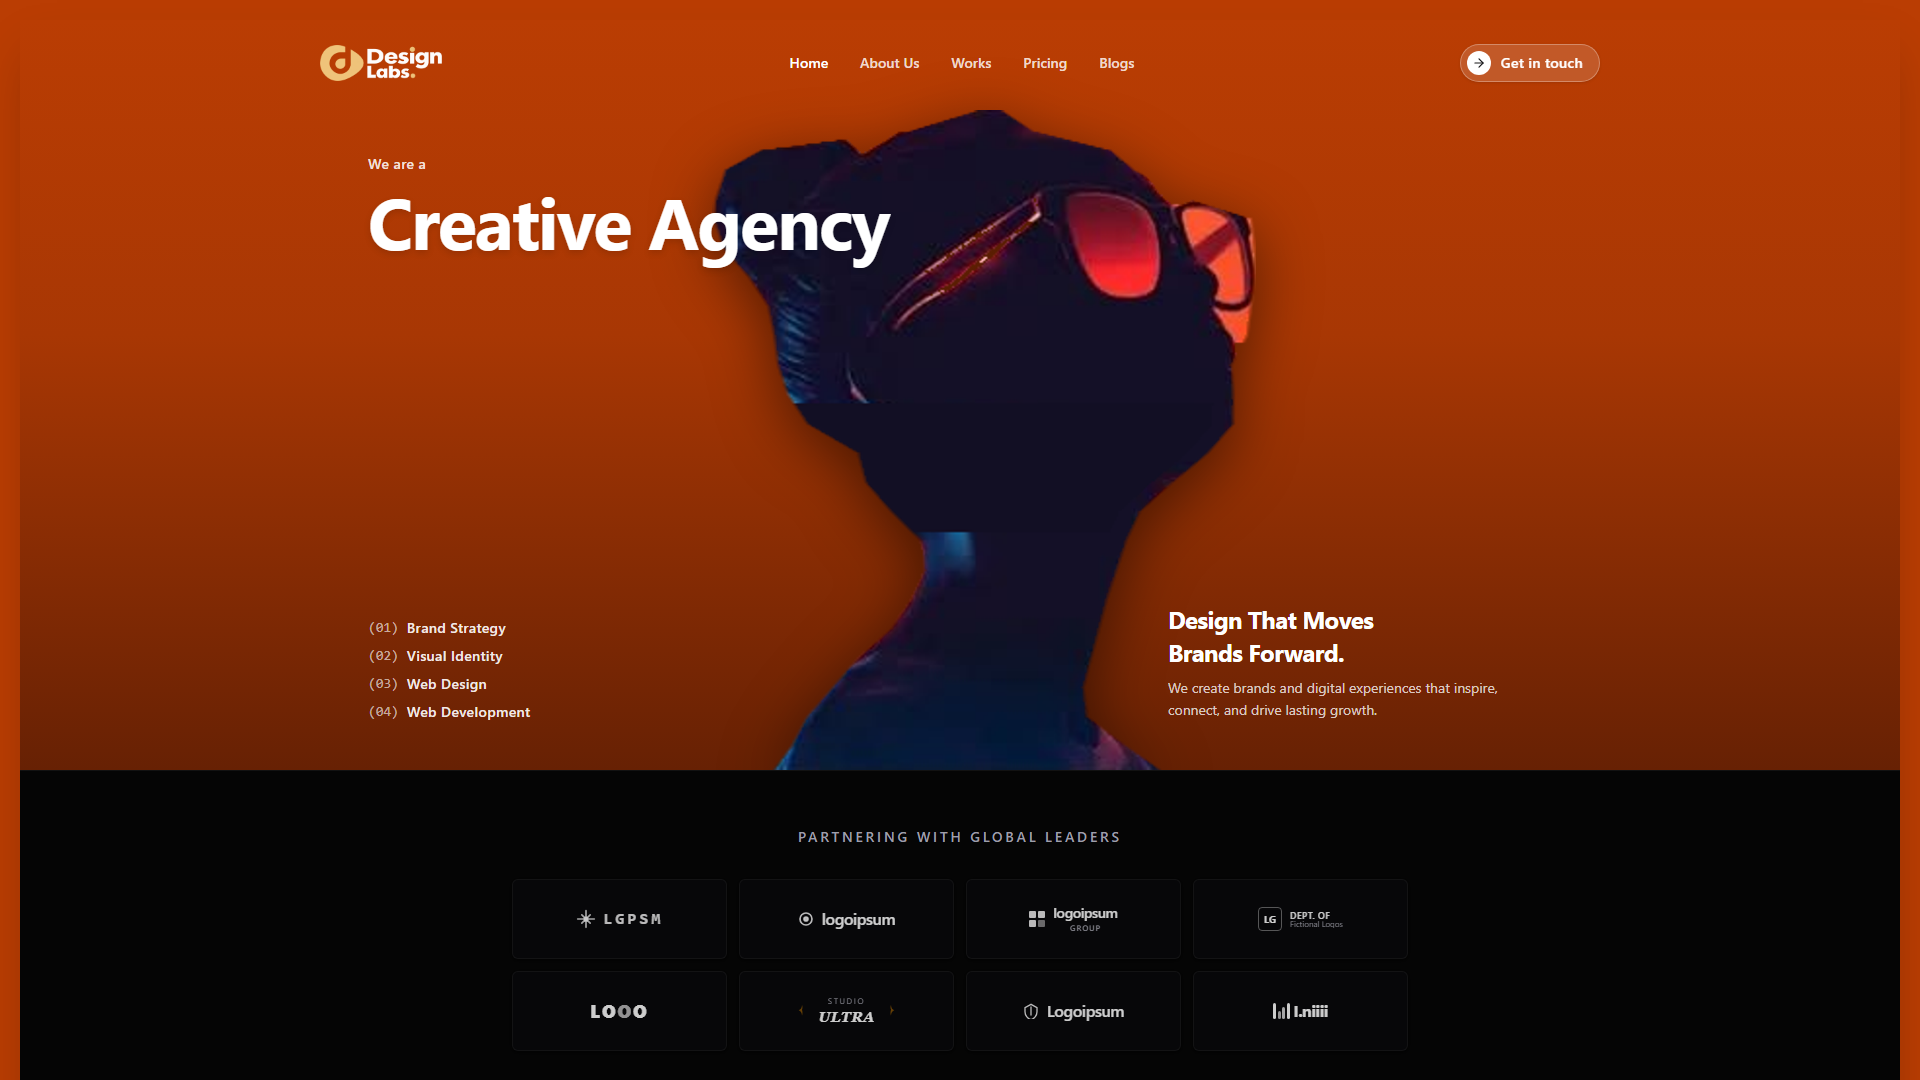 Design
Labs.
Home
About Us
Works
Pricing
Blogs
Get in touch
We are a
Creative Agency
(01) Brand Strategy
(02) Visual Identity
(03) Web Design
(04) Web Development
Design That Moves
Brands Forward.
We create brands and digital experiences that inspire,
connect, and drive lasting growth.
PARTNERING WITH GLOBAL LEADERS
LGPSM
logoipsum
logoipsum
GROUP
LG
DEPT. OF
Fictional Logos
LOOO
STUDIO
ULTRA
Logoipsum